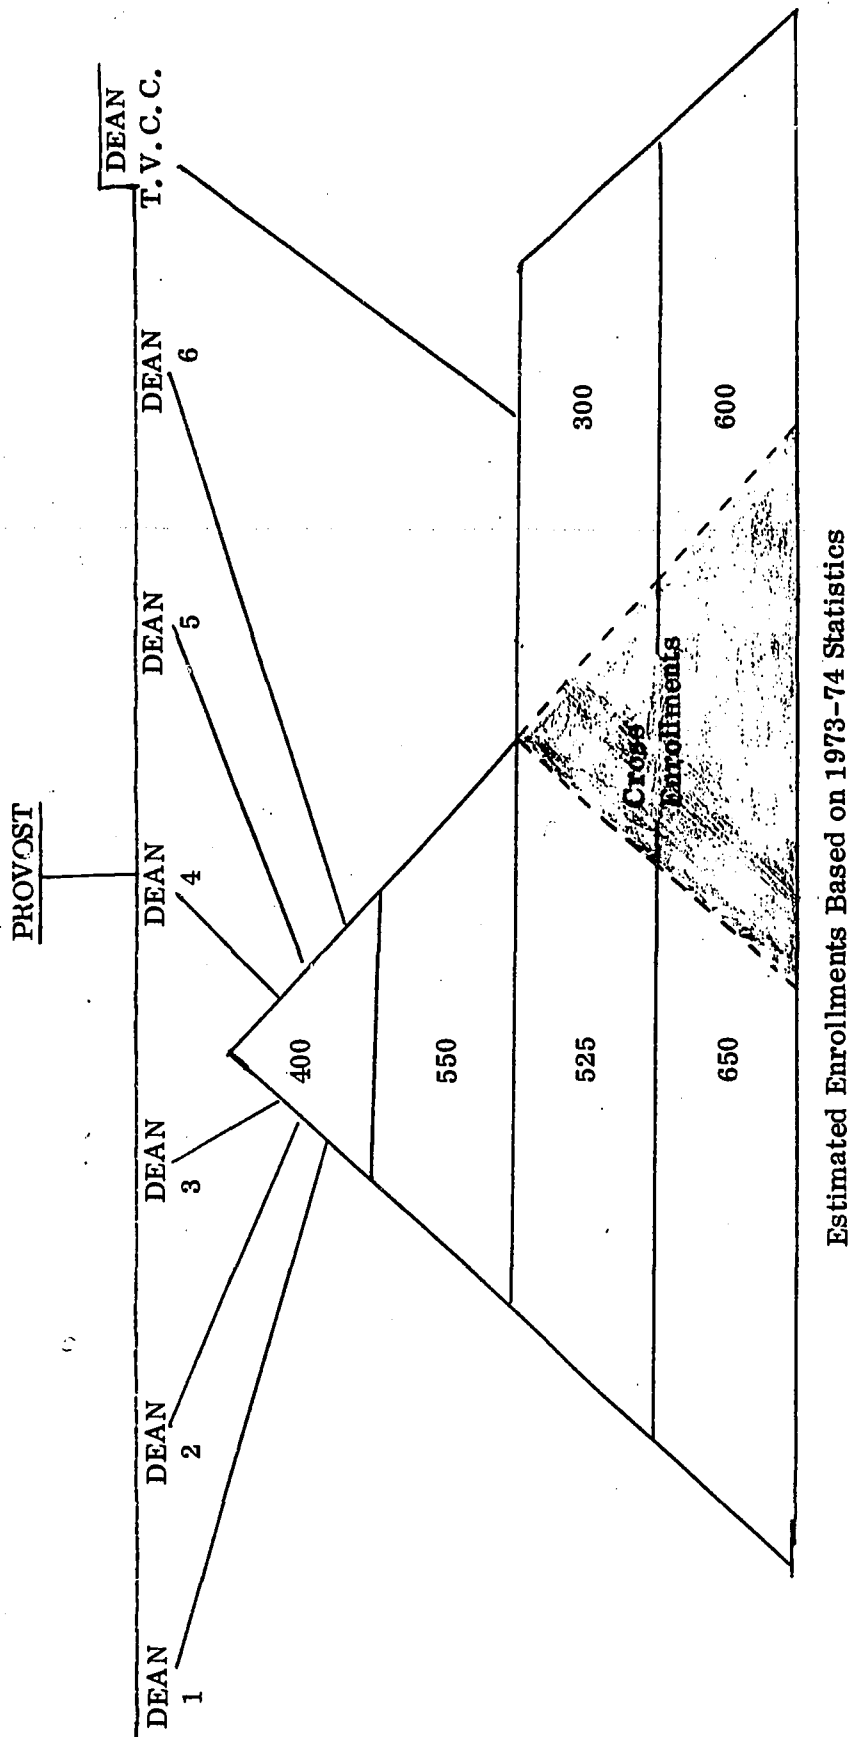 PROVOST
DEAN
1
DEAN
2
DEAN
3
DEAN
4
DEAN
5
DEAN
6
DEAN
T.V.C.C.
400
550
525
300
650
600
Cross
Enrollments
Estimated Enrollments Based on 1973-74 Statistics